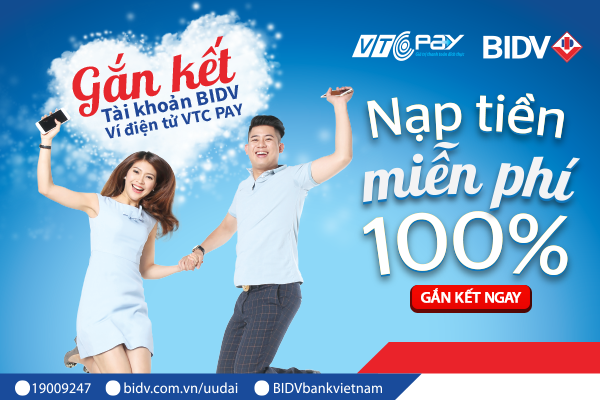 VTC pay
BIDV
Gắn kết
Tài khoản BIDV
Ví điện tử VTC PAY
Nạp tiền
miễn phí
100%
GẮN KẾT NGAY
19009247
bidv.com.vn/uudai
BIDVbankvietnam